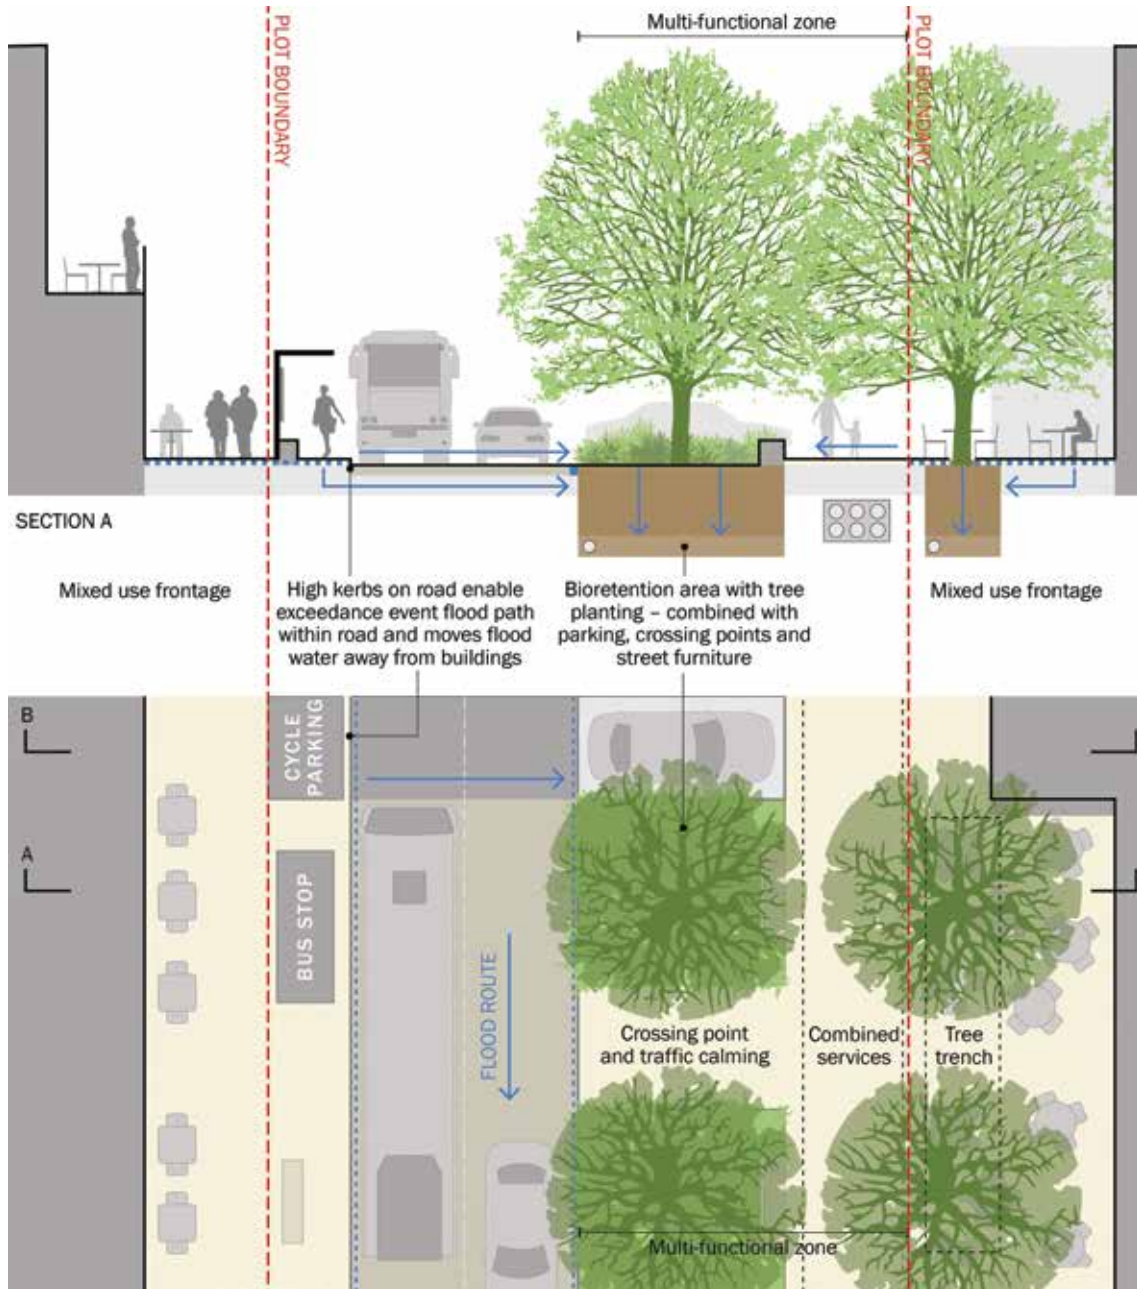 Multi-functional zone
PLOT BOUNDARY
PLOT BOUNDARY
SECTION A
Mixed use frontage
High kerbs on road enable
exceedance event flood path
within road and moves flood
water away from buildings
Bioretention area with tree
planting – combined with
parking, crossing points and
street furniture
Mixed use frontage
B
CYCLE
PARKING
A
BUS STOP
FLOOD ROUTE
Crossing point
and traffic calming
Combined
services
Tree
trench
Multi-functional zone